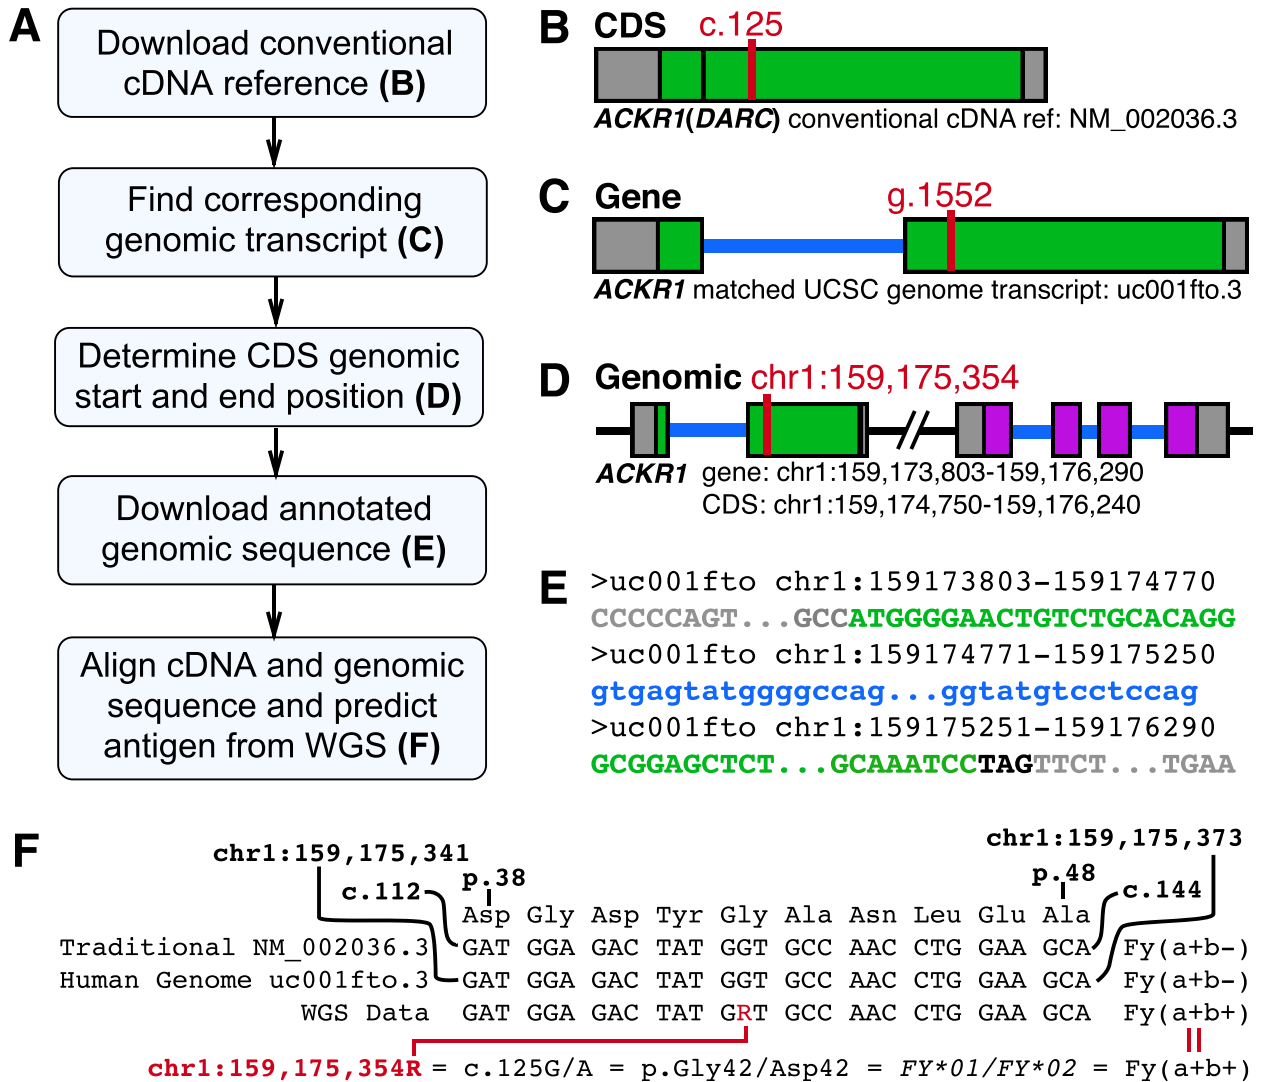 A
Download conventional
cDNA reference (B)
Find corresponding
genomic transcript (C)
Determine CDS genomic
start and end position (D)
Download annotated
genomic sequence (E)
Align cDNA and genomic
sequence and predict
antigen from WGS (F)
B CDS c.125
ACKR1(DARC) conventional cDNA ref: NM_002036.3
C Gene g.1552
ACKR1 matched UCSC genome transcript: uc001fto.3
D Genomic chr1:159,175,354
ACKR1 gene: chr1:159,173,803-159,176,290
CDS: chr1:159,174,750-159,176,240
E >uc001fto chr1:159173803-159174770
CCCCCAGT...GCCATGGGGAACTGTCTGCACAGG
>uc001fto chr1:159174771-159175250
gtgagtatggggccag...ggtatgtcctccag
>uc001fto chr1:159175251-159176290
GCGGAGCTCT...GCAAATCCTAGTTCT...TGAA
F
chr1:159,175,341 chr1:159,175,373
p.38 p.48
c.112 c.144
Asp Gly Asp Tyr Gly Ala Asn Leu Glu Ala
Traditional NM_002036.3 GAT GGA GAC TAT GGT GCC AAC CTG GAA GCA Fy(a+b-)
Human Genome uc001fto.3 GAT GGA GAC TAT GGT GCC AAC CTG GAA GCA Fy(a+b-)
WGS Data GAT GGA GAC TAT GRT GCC AAC CTG GAA GCA Fy(a+b+)
chr1:159,175,354R = c.125G/A = p.Gly42/Asp42 = FY*01/FY*02 = Fy(a+b+)